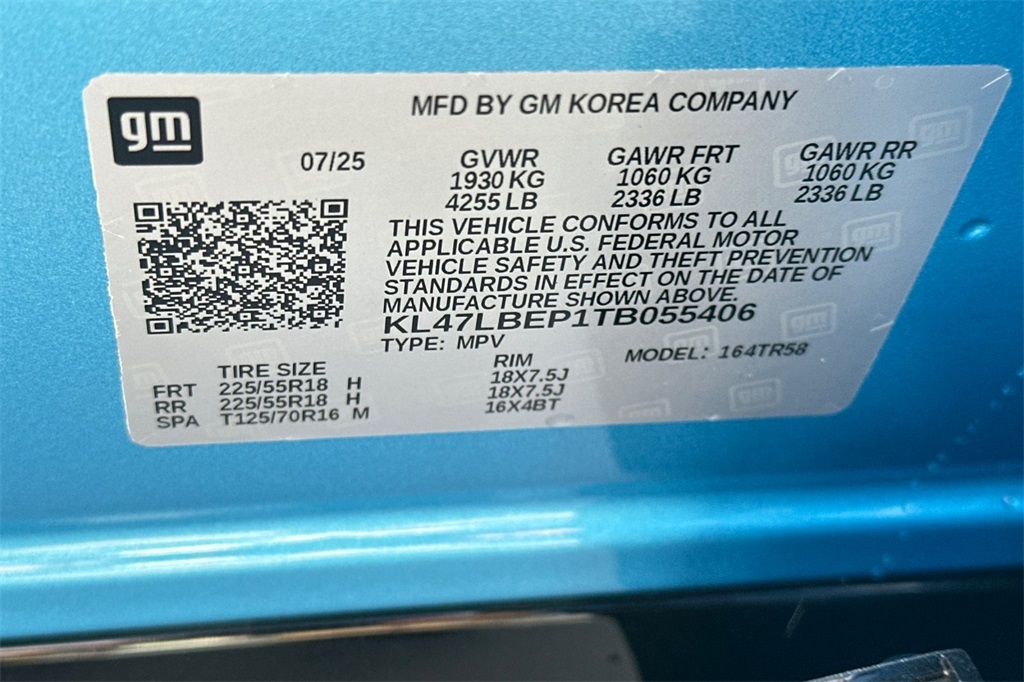 gm
MFD BY GM KOREA COMPANY
07/25
GVWR GAWR FRT GAWR RR
1930 KG 1060 KG 1060 KG
4255 LB 2336 LB 2336 LB
THIS VEHICLE CONFORMS TO ALL
APPLICABLE U.S. FEDERAL MOTOR
VEHICLE SAFETY AND THEFT PREVENTION
STANDARDS IN EFFECT ON THE DATE OF
MANUFACTURE SHOWN ABOVE.
KL47LBEP1TB055406
TYPE: MPV MODEL: 164TR58
TIRE SIZE RIM
FRT 225/55R18 H 18X7.5J
RR 225/55R18 H 18X7.5J
SPA T125/70R16 M 16X4BT